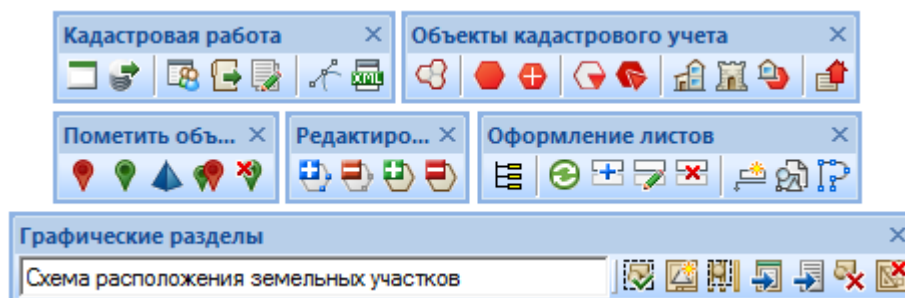 Кадастровая работа
Объекты кадастрового учета
XML
Пометить объ...
Редактиро...
Оформление листов
Графические разделы
Схема расположения земельных участков